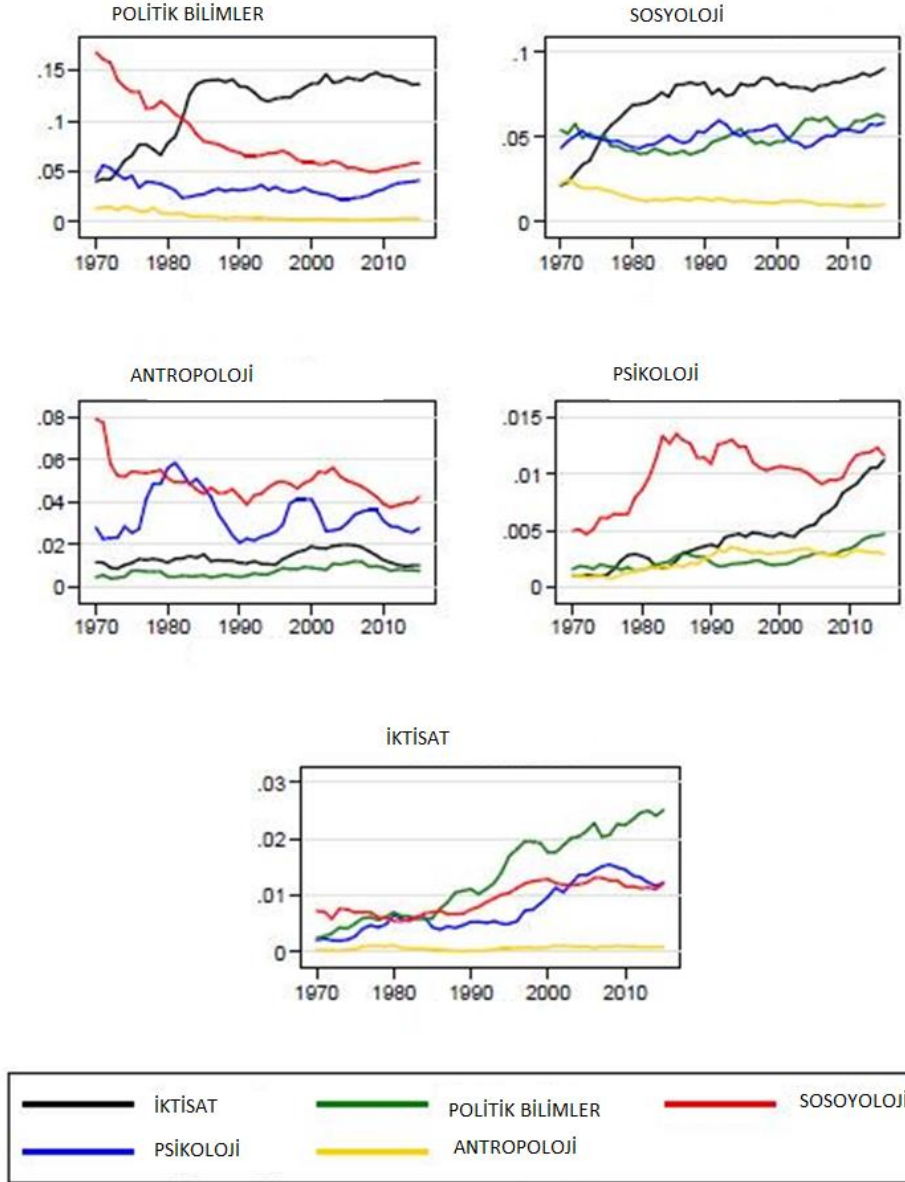 POLİTİK BİLİMLER
.15
.1
.05
0
1970 1980 1990 2000 2010
SOSYOLOJİ
.1
.05
0
1970 1980 1990 2000 2010
ANTROPOLOJİ
.08
.06
.04
.02
0
1970 1980 1990 2000 2010
PSİKOLOJİ
.015
.01
.005
0
1970 1980 1990 2000 2010
İKTİSAT
.03
.02
.01
0
1970 1980 1990 2000 2010
İKTİSAT POLİTİK BİLİMLER SOSOYOLOJİ
PSİKOLOJİ ANTROPOLOJİ